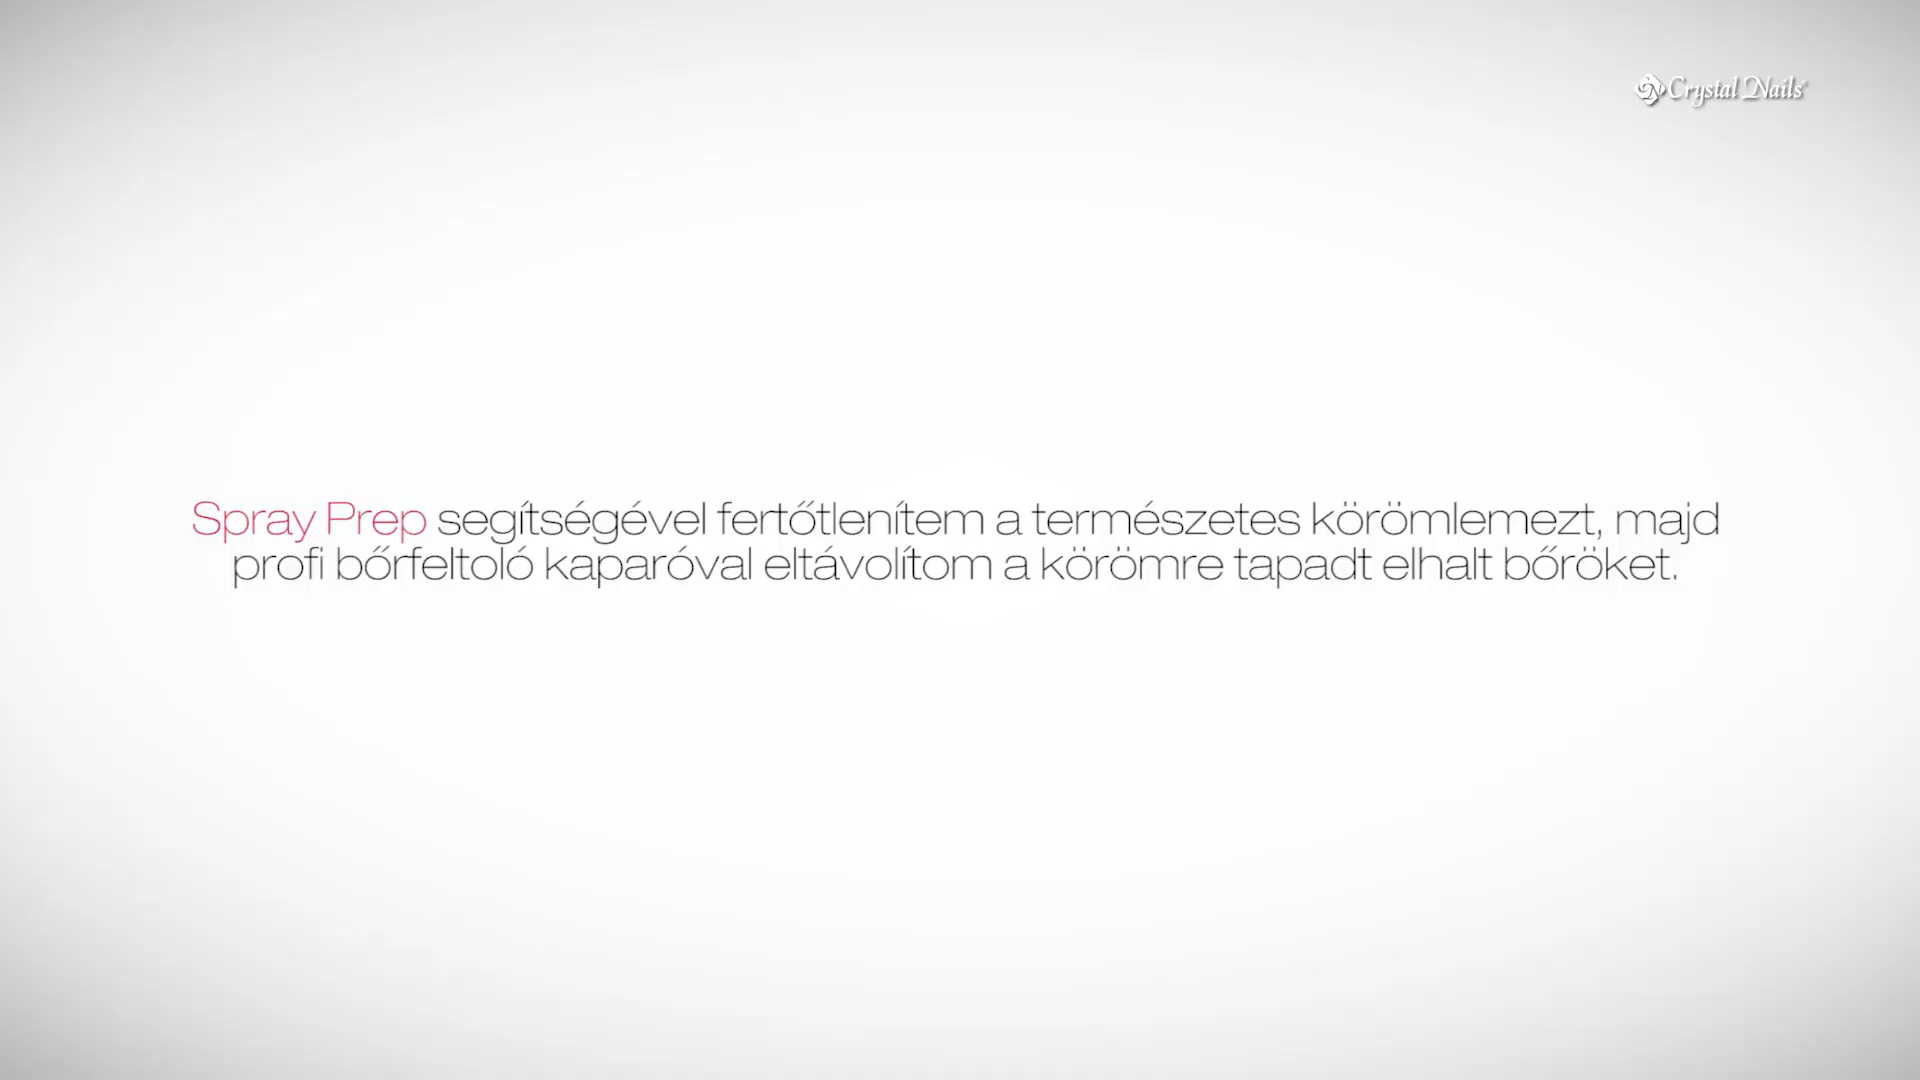 Crystal Nails
Spray Prep segítségével fertőtlenítem a természetes körömlemezt, majd
profi bőrfeltoló kaparóval eltávolítom a körömre tapadt elhalt bőröket.